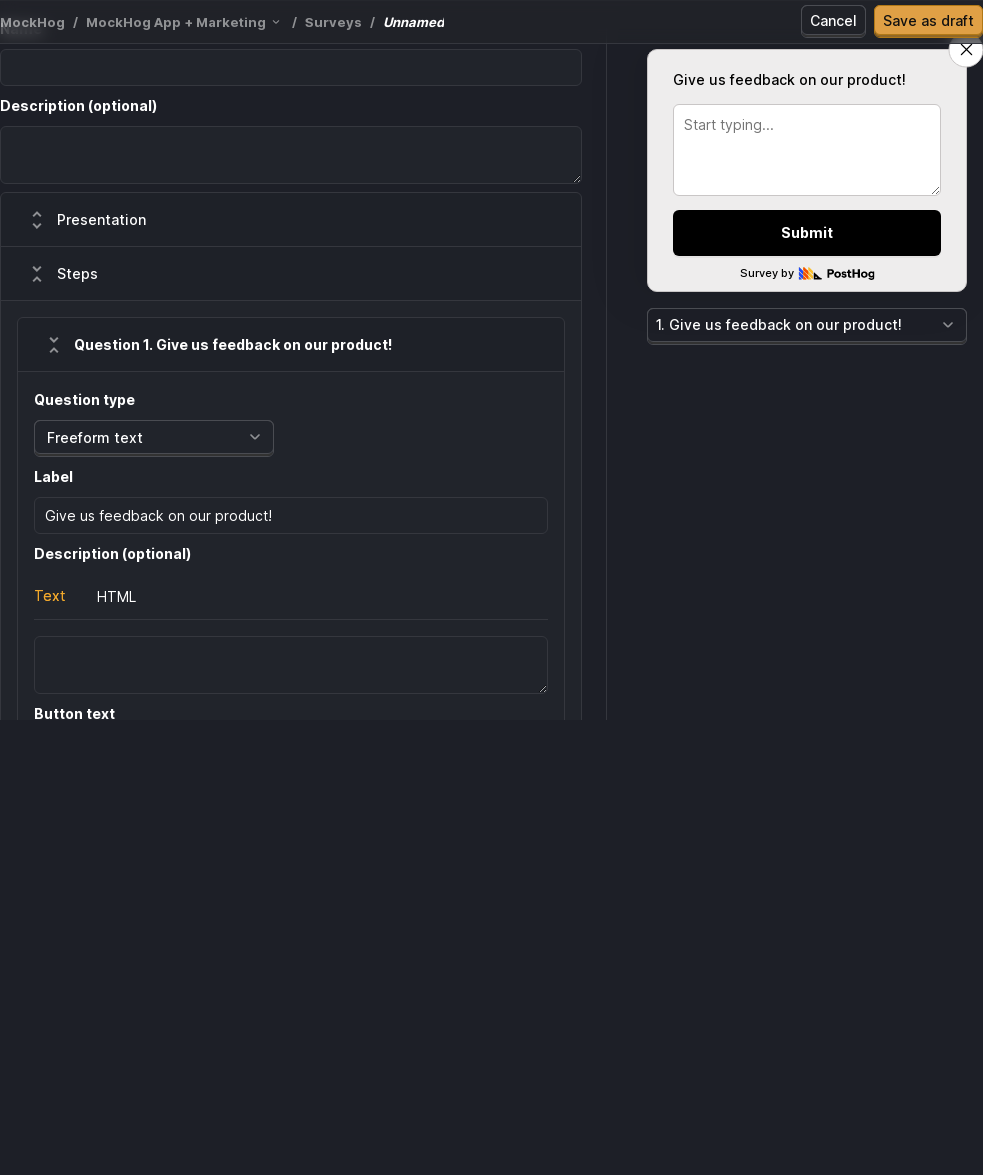 MockHog / MockHog App + Marketing / Surveys / Unnamed
Cancel
Save as draft
Description (optional)
Presentation
Steps
Question 1. Give us feedback on our product!
Question type
Freeform text
Label
Give us feedback on our product!
Description (optional)
Text
HTML
Button text
Give us feedback on our product!
Start typing...
Submit
Survey by PostHog
1. Give us feedback on our product!